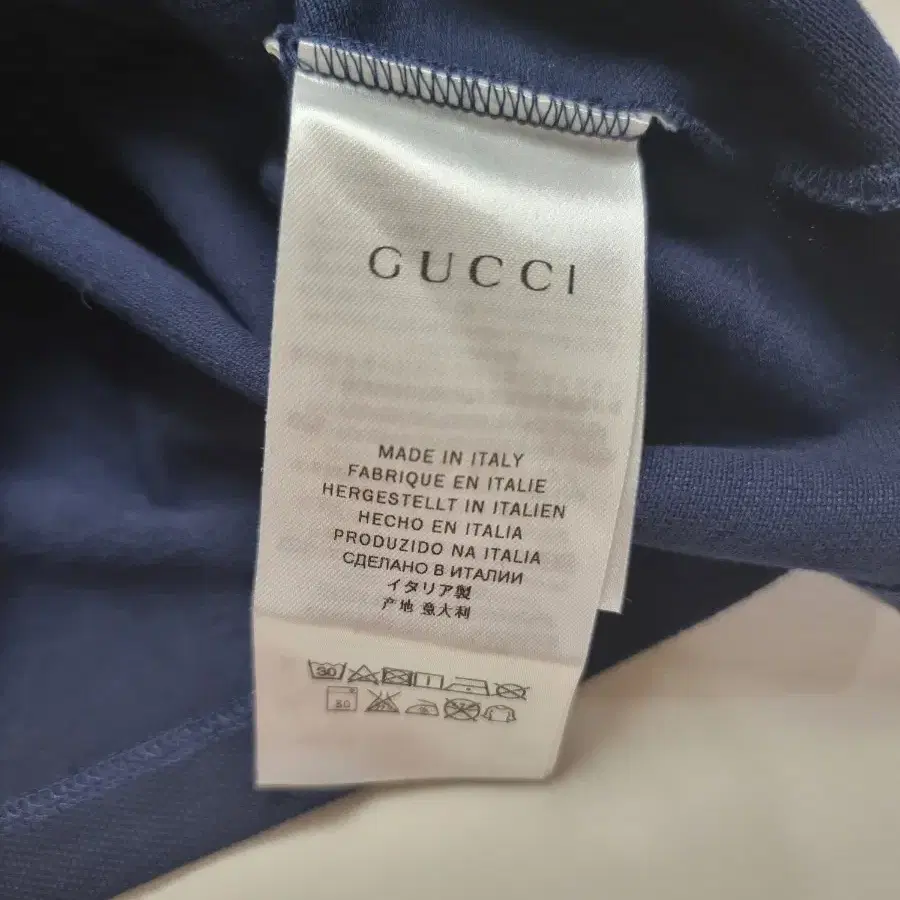 GUCCI
MADE IN ITALY
FABRIQUE EN ITALIE
HERGESTELLT IN ITALIEN
HECHO EN ITALIA
PRODUZIDO NA ITALIA
СДЕЛАНО В ИТАЛИИ
イタリア製
产地 意大利
30